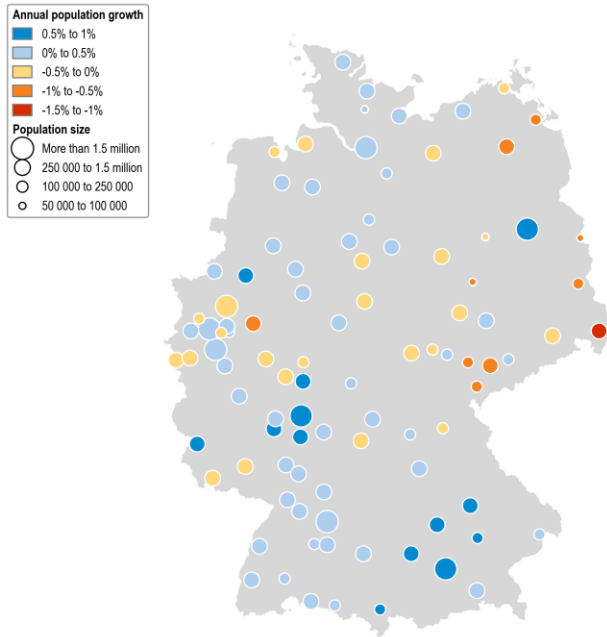 Annual population growth
0.5% to 1%
0% to 0.5%
-0.5% to 0%
-1% to -0.5%
-1.5% to -1%
Population size
More than 1.5 million
250 000 to 1.5 million
100 000 to 250 000
50 000 to 100 000